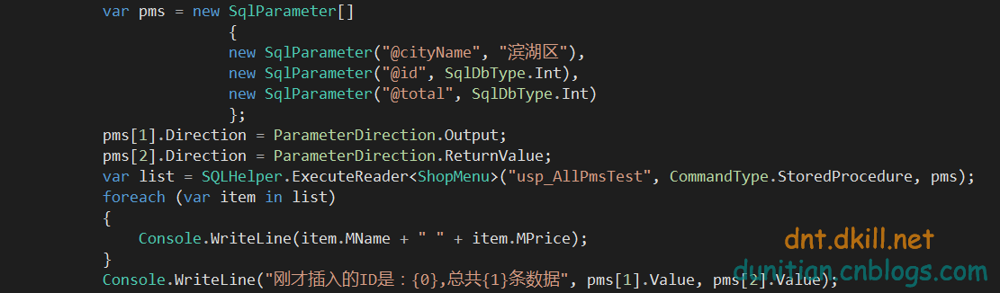 var pms = new SqlParameter[]
{
new SqlParameter("@cityName", "滨湖区"),
new SqlParameter("@id", SqlDbType.Int),
new SqlParameter("@total", SqlDbType.Int)
};
pms[1].Direction = ParameterDirection.Output;
pms[2].Direction = ParameterDirection.ReturnValue;
var list = SQLHelper.ExecuteReader<ShopMenu>("usp_AllPmsTest", CommandType.StoredProcedure, pms);
foreach (var item in list)
{
Console.WriteLine(item.MName + " " + item.MPrice);
}
Console.WriteLine("刚才插入的ID是：{0},总共{1}条数据", pms[1].Value, pms[2].Value);
dnt.dkill.net
dunitian.cnblogs.com